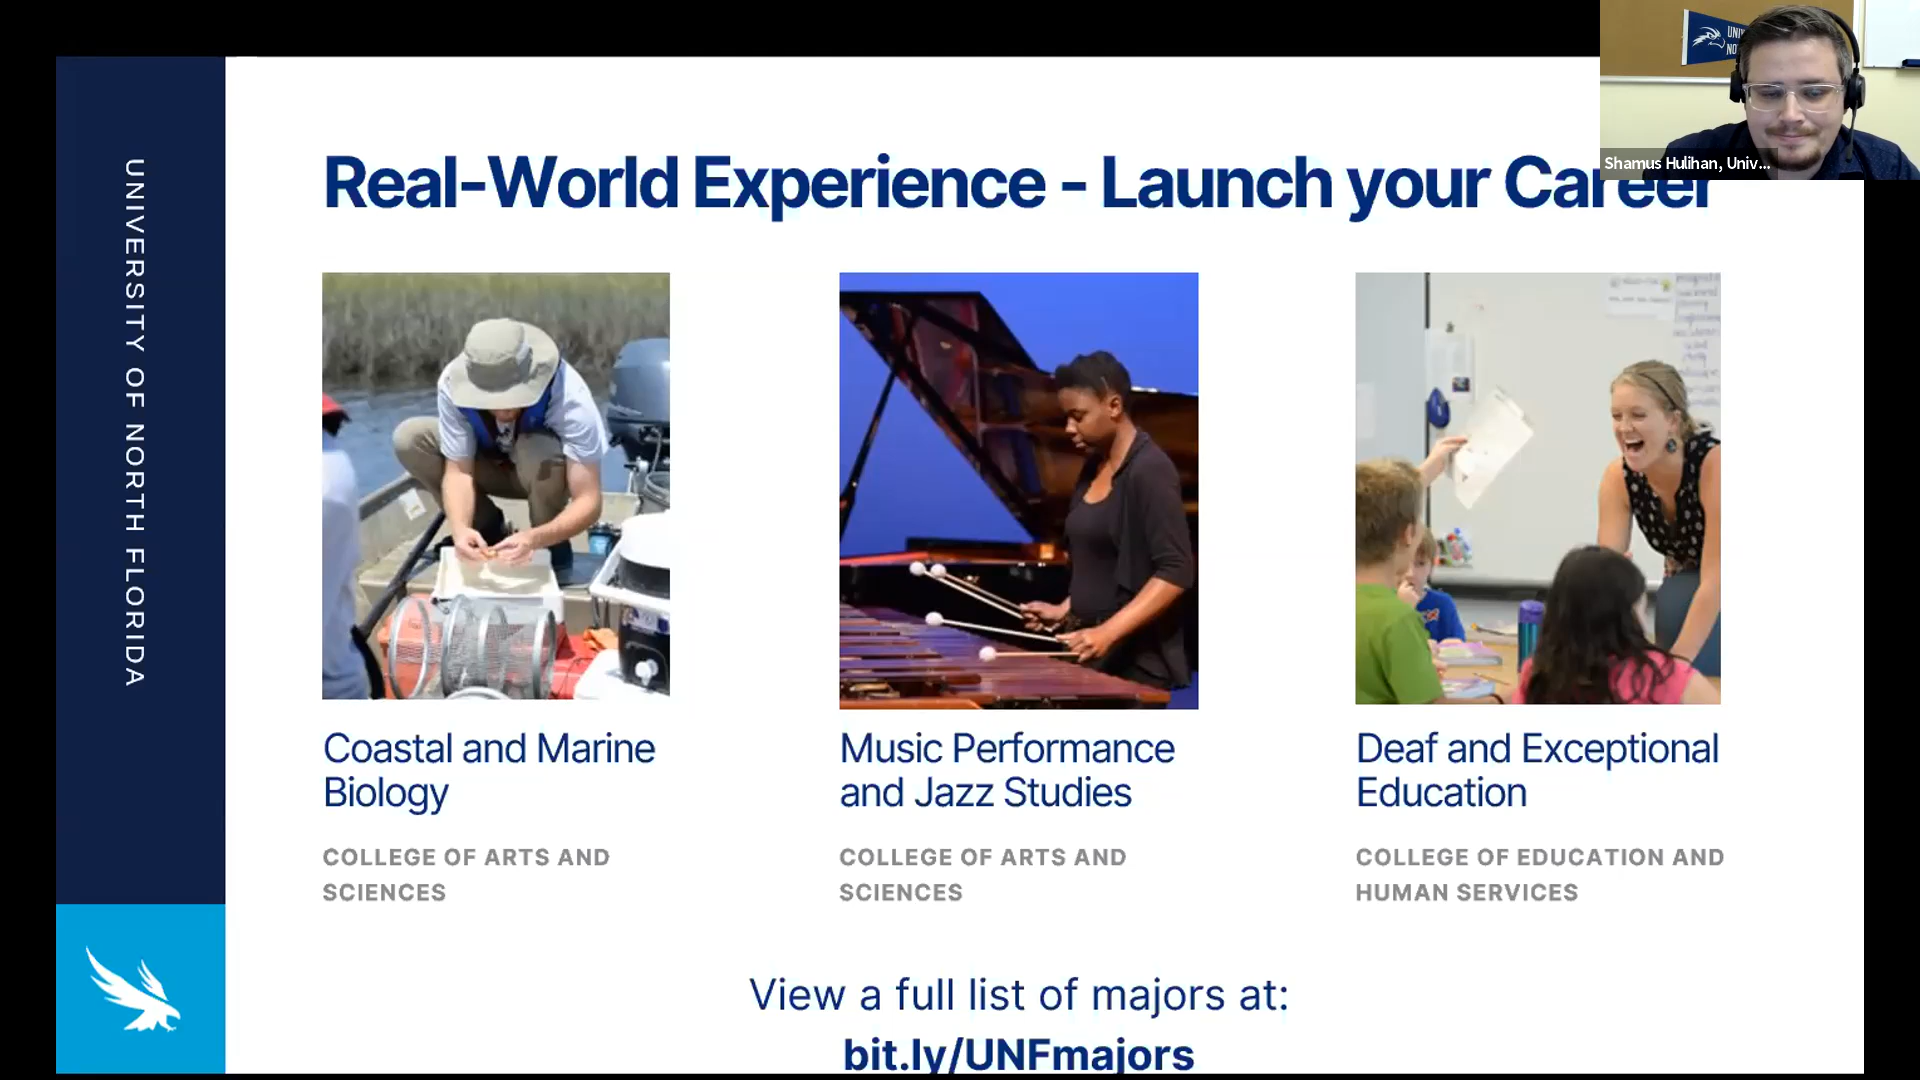 UNIVERSITY OF NORTH FLORIDA
UNIV
NO
Shamus Hulihan, Univ...
Real-World Experience - Launch your Career
Coastal and Marine
Biology
COLLEGE OF ARTS AND
SCIENCES
Music Performance
and Jazz Studies
COLLEGE OF ARTS AND
SCIENCES
Deaf and Exceptional
Education
COLLEGE OF EDUCATION AND
HUMAN SERVICES
View a full list of majors at:
bit.ly/UNFmajors